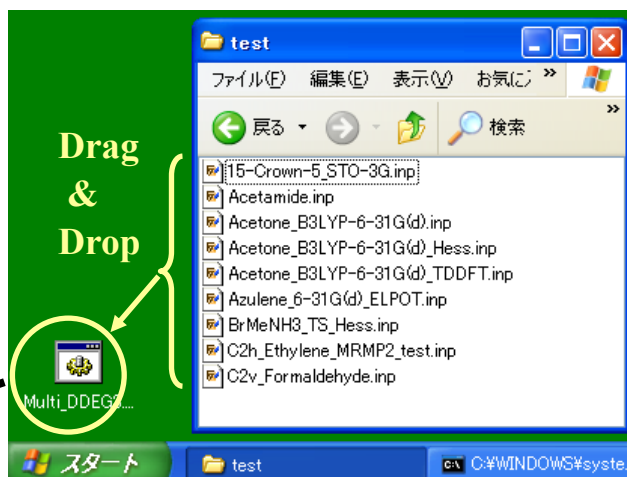 test
ファイル(F) 編集(E) 表示(V) お気に »
戻る 検索 »
Drag
&
Drop
15-Crown-5_STO-3G.inp
Acetamide.inp
Acetone_B3LYP-6-31G(d).inp
Acetone_B3LYP-6-31G(d)_Hess.inp
Acetone_B3LYP-6-31G(d)_TDDFT.inp
Azulene_6-31G(d)_ELPOT.inp
BrMeNH3_TS_Hess.inp
C2h_Ethylene_MRMP2_test.inp
C2v_Formaldehyde.inp
Multi_DDEGS....
スタート test C:¥WINDOWS¥syste.